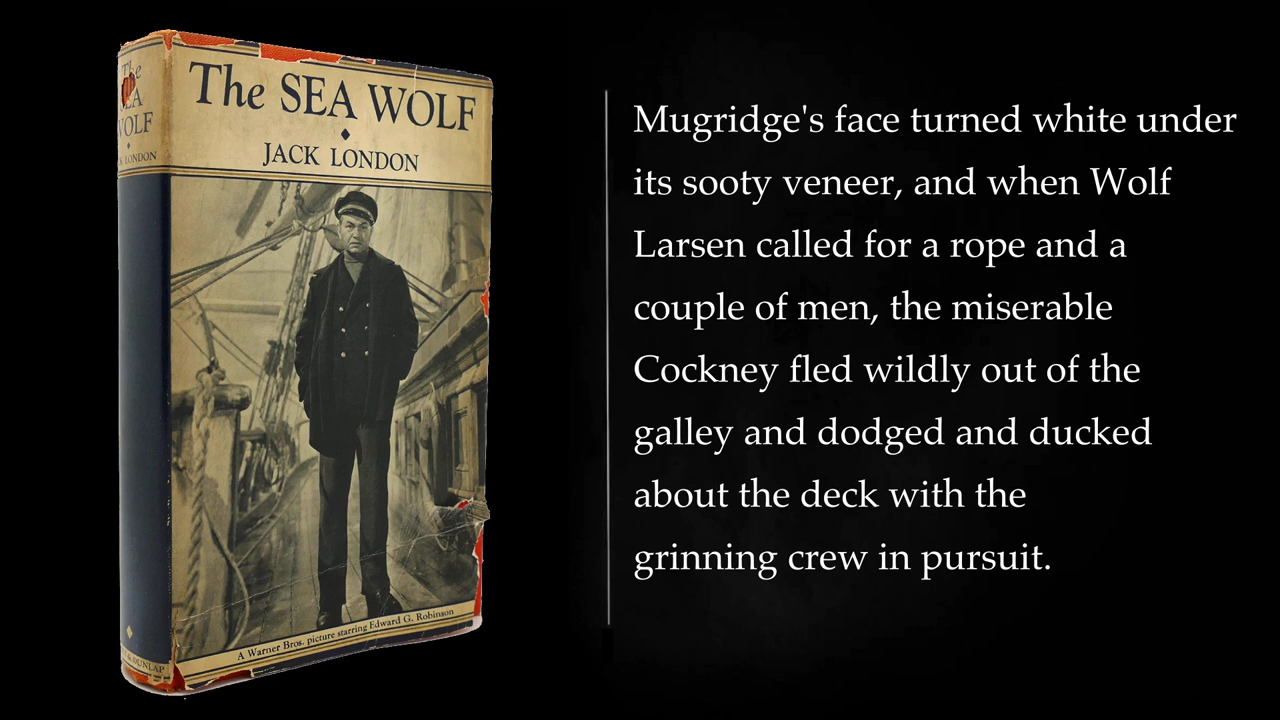 The SEA WOLF
JACK LONDON
A Warner Bros. picture starring Edward G. Robinson
The
WOLF
LONDON
DUNLAP
Mugridge's face turned white under
its sooty veneer, and when Wolf
Larsen called for a rope and a
couple of men, the miserable
Cockney fled wildly out of the
galley and dodged and ducked
about the deck with the
grinning crew in pursuit.